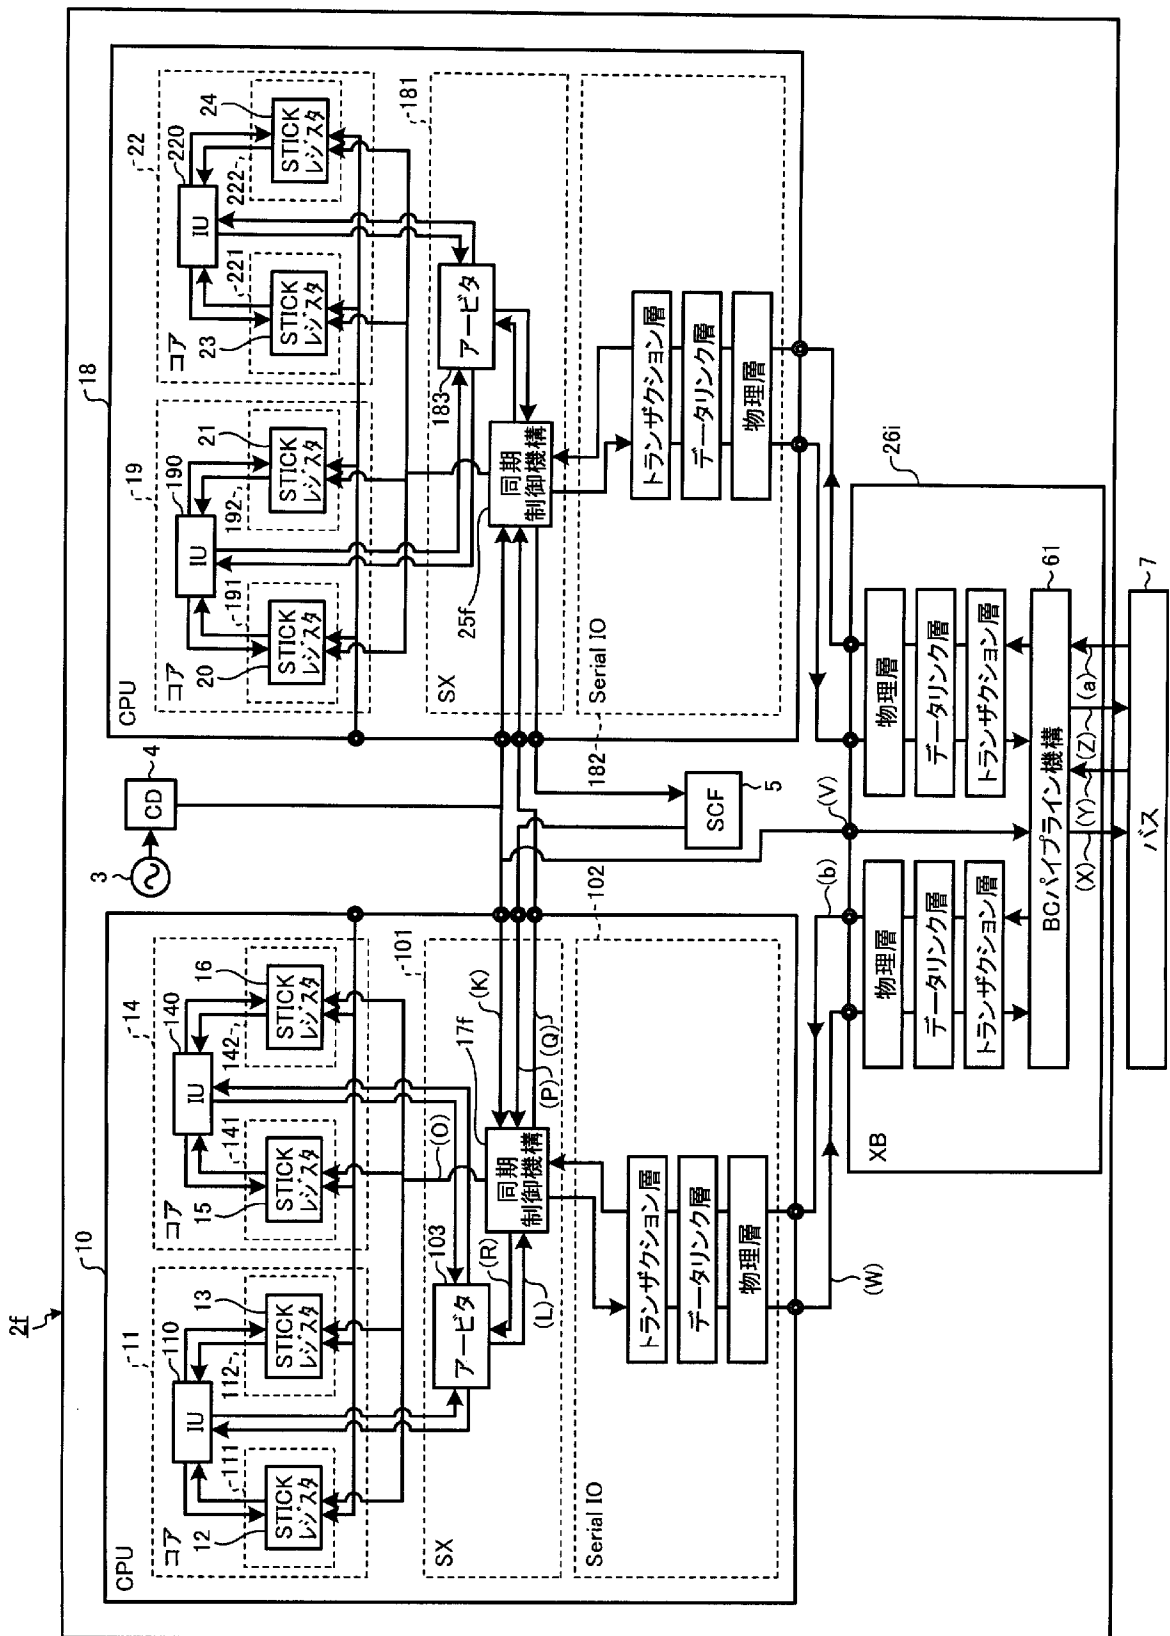 2f
10
CPU
コア
11
110
IU
111
112
12
STICK
レジスタ
13
STICK
レジスタ
コア
14
140
IU
141
142
15
STICK
レジスタ
16
STICK
レジスタ
SX
101
103
アービタ
(R)
(L)
(O)
17f
同期
制御機構
(K)
(P)
(Q)
Serial IO
102
トランザクション層
データリンク層
物理層
(W)
3
CD
4
SCF
5
18
CPU
コア
19
190
IU
191
192
20
STICK
レジスタ
21
STICK
レジスタ
コア
22
220
IU
221
222
23
STICK
レジスタ
24
STICK
レジスタ
SX
181
183
アービタ
25f
同期
制御機構
Serial IO
182
トランザクション層
データリンク層
物理層
26i
XB
(b)
(V)
物理層
データリンク層
トランザクション層
物理層
データリンク層
トランザクション層
BCパイプライン機構
61
(X)
(Y)
(Z)
(a)
バス
7